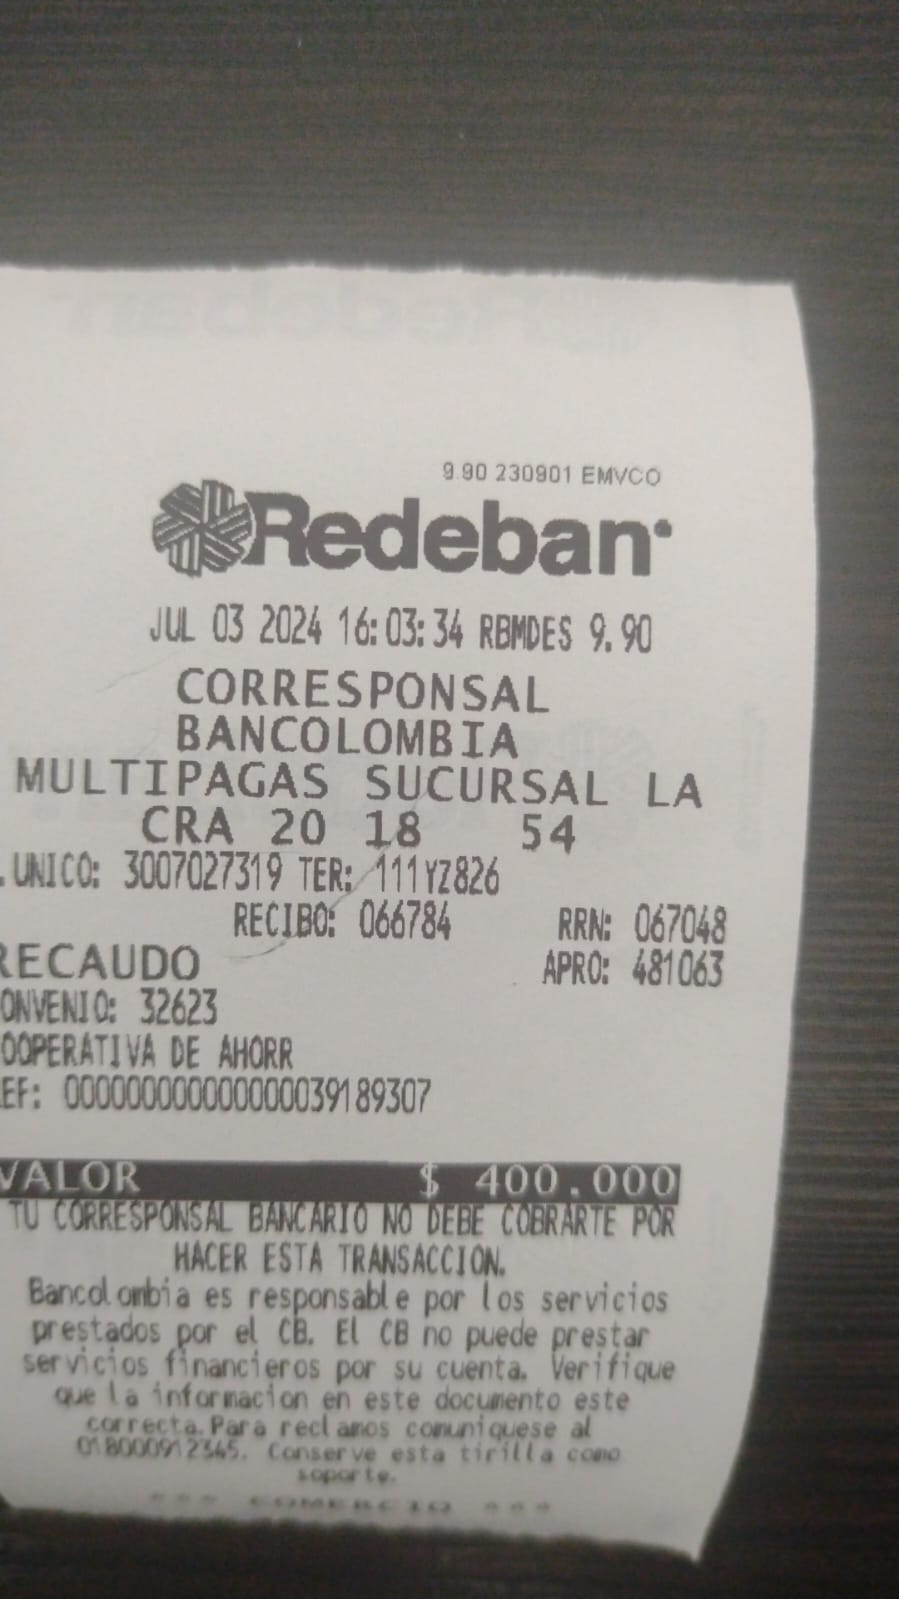 9.90 230901 EMVCO
Redeban
JUL 03 2024 16:03:34 RBMDES 9.90
CORRESPONSAL
BANCOLOMBIA
MULTIPAGAS SUCURSAL LA
CRA 20 18 54
. UNICO: 3007027319 TER: 111YZ826
RECIBO: 066784 RRN: 067048
RECAUDO APRO: 481063
ONVENIO: 32623
OOPERATIVA DE AHORR
EF: 00000000000000039189307
VALOR $ 400.000
TU CORRESPONSAL BANCARIO NO DEBE COBRARTE POR
HACER ESTA TRANSACCION.
Bancolombia es responsable por los servicios
prestados por el CB. El CB no puede prestar
servicios financieros por su cuenta. Verifique
que la informacion en este documento este
correcta. Para reclamos comuniquese al
018000912345. Conserve esta tirilla como
soporte.
*** COMERCIO ***